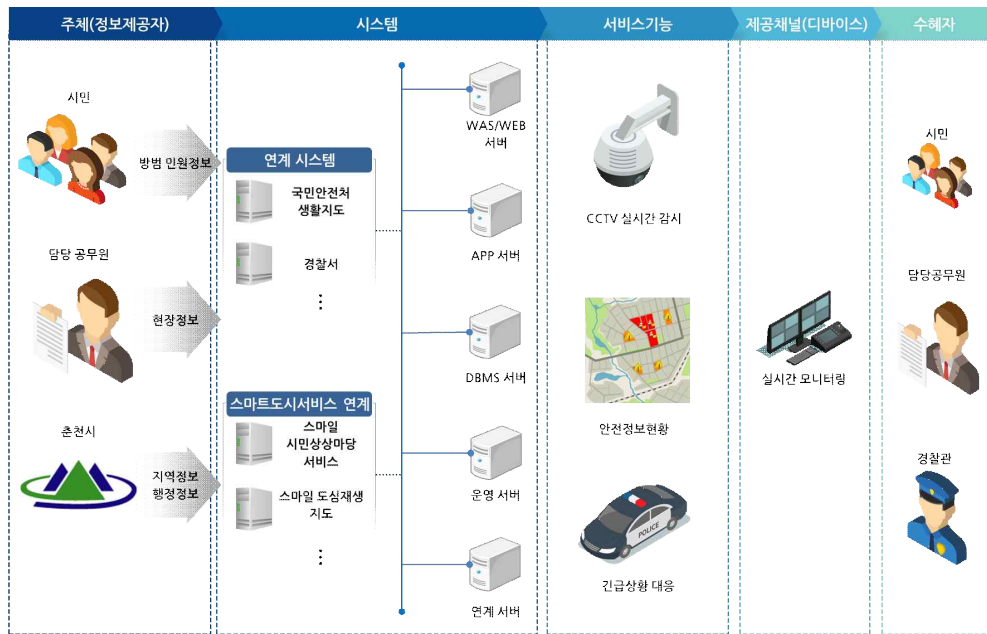 주체(정보제공자)
시스템
서비스기능
제공채널(디바이스)
수혜자
시민
방범 인원정보
담당 공무원
현장정보
춘천시
지역정보
행정정보
연계 시스템
국민안전처
생활지도
경찰서
⋮
스마트도시서비스 연계
스마일
시민상상마당
서비스
스마일 도심재생
지도
⋮
WAS/WEB
서버
APP 서버
DBMS 서버
운영 서버
연계 서버
CCTV 실시간 감시
안전정보현황
POLICE
긴급상황 대응
실시간 모니터링
시민
담당공무원
경찰관